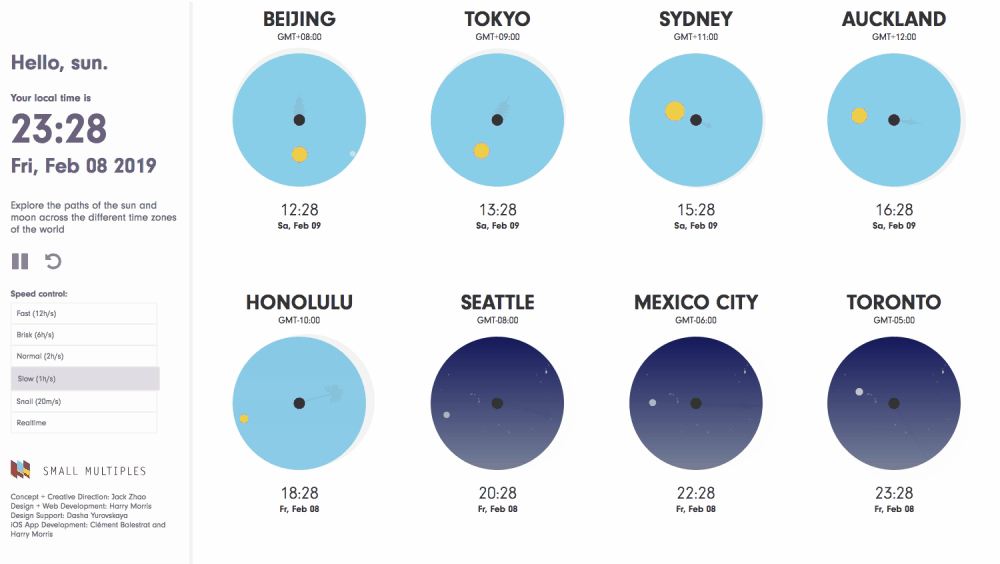 Hello, sun.
Your local time is
23:28
Fri, Feb 08 2019
Explore the paths of the sun and
moon across the different time zones
of the world
Speed control:
Fast (12h/s)
Brisk (6h/s)
Normal (2h/s)
Slow (1h/s)
Snail (20m/s)
Realtime
SMALL MULTIPLES
Concept + Creative Direction: Jack Zhao
Design + Web Development: Harry Morris
Design Support: Dasha Yurovskaya
iOS App Development: Clément Balestrat and
Harry Morris
BEIJING
GMT+08:00
12:28
Sa, Feb 09
TOKYO
GMT+09:00
13:28
Sa, Feb 09
SYDNEY
GMT+11:00
15:28
Sa, Feb 09
AUCKLAND
GMT+12:00
16:28
Sa, Feb 09
HONOLULU
GMT-10:00
18:28
Fr, Feb 08
SEATTLE
GMT-08:00
20:28
Fr, Feb 08
MEXICO CITY
GMT-06:00
22:28
Fr, Feb 08
TORONTO
GMT-05:00
23:28
Fr, Feb 08